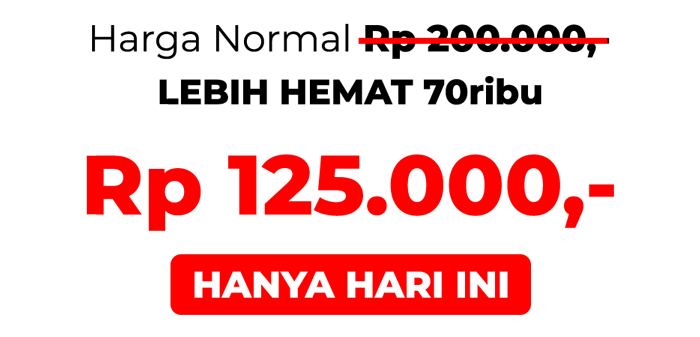 Harga Normal Rp 200.000,-
LEBIH HEMAT 70ribu
Rp 125.000,-
HANYA HARI INI